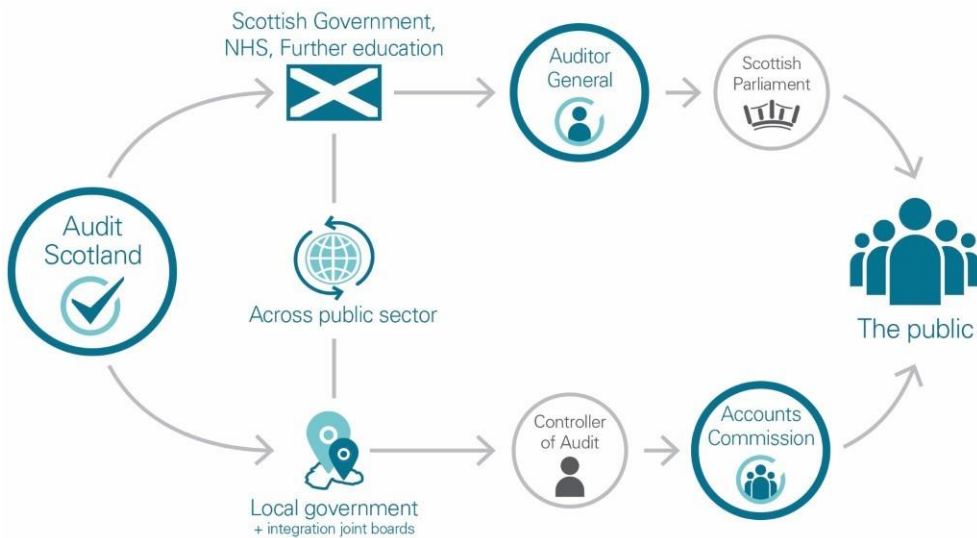 Scottish Government,
NHS, Further education
Auditor
General
Scottish
Parliament
Audit
Scotland
Across public sector
The public
Local government
+ integration joint boards
Controller
of Audit
Accounts
Commission